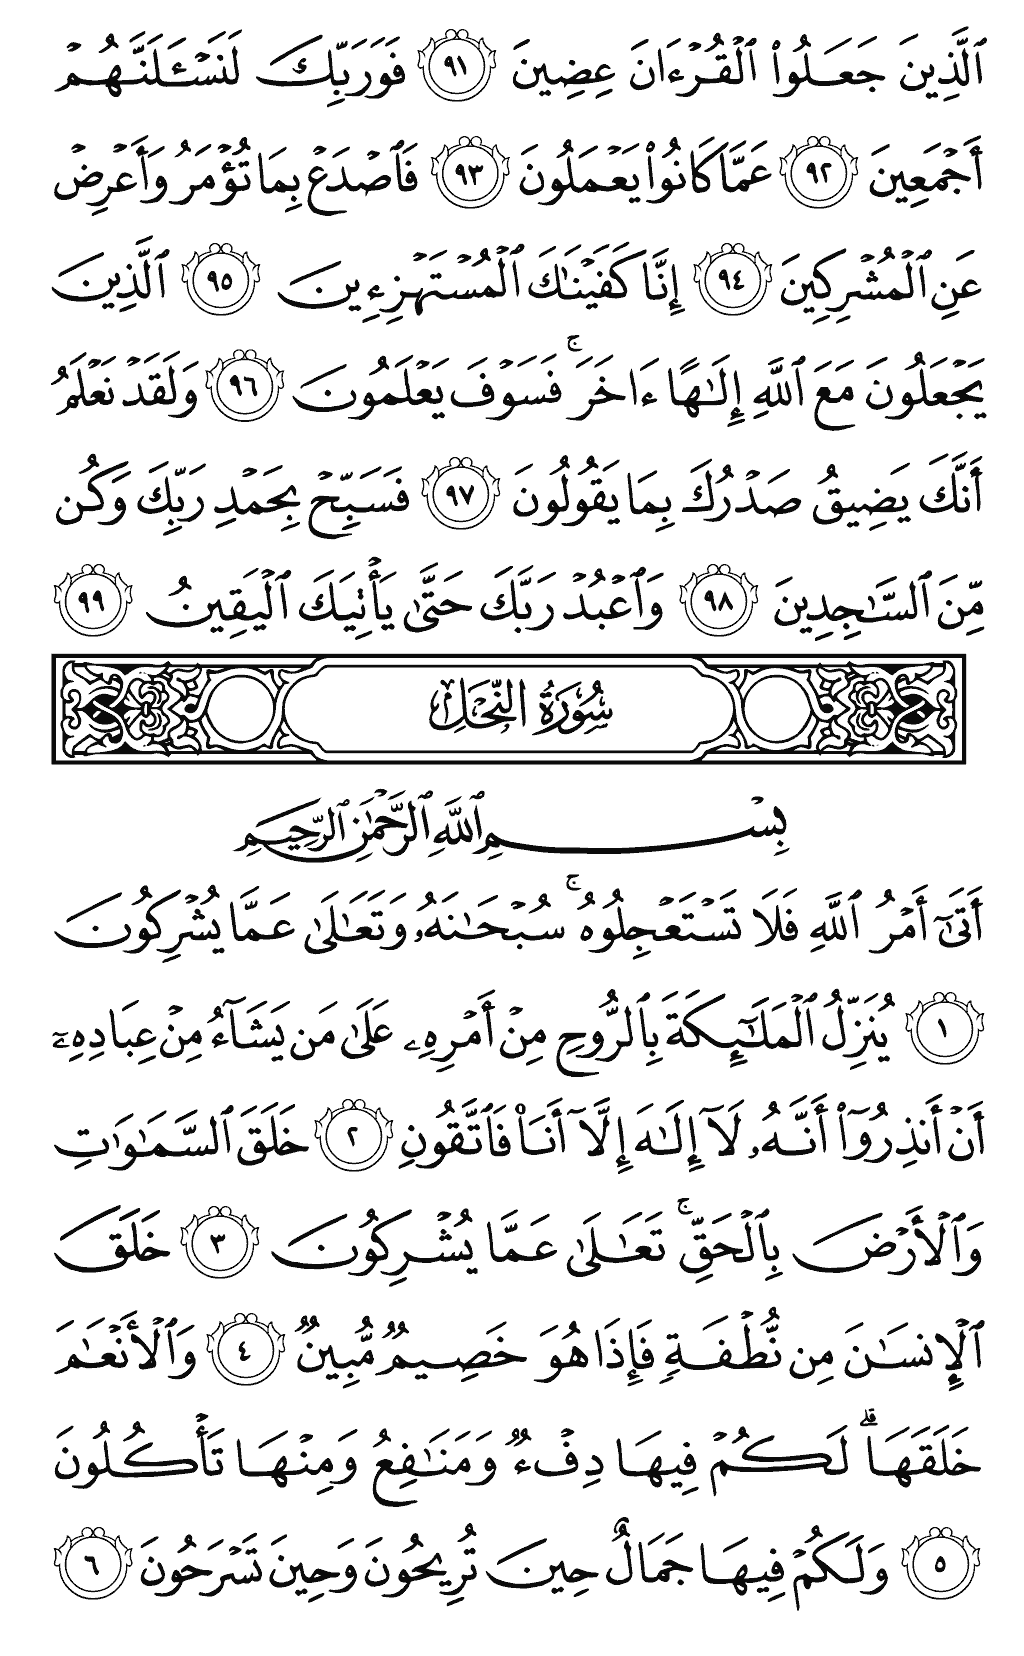 ٱلَّذِينَ جَعَلُوا۟ ٱلْقُرْءَانَ عِضِينَ ٩١ فَوَرَبِّكَ لَنَسْـَٔلَنَّهُمْ
أَجْمَعِينَ ٩٢ عَمَّا كَانُوا۟ يَعْمَلُونَ ٩٣ فَٱصْدَعْ بِمَا تُؤْمَرُ وَأَعْرِضْ
عَنِ ٱلْمُشْرِكِينَ ٩٤ إِنَّا كَفَيْنَٰكَ ٱلْمُسْتَهْزِءِينَ ٩٥ ٱلَّذِينَ
يَجْعَلُونَ مَعَ ٱللَّهِ إِلَٰهًا ءَاخَرَ ۚ فَسَوْفَ يَعْلَمُونَ ٩٦ وَلَقَدْ نَعْلَمُ
أَنَّكَ يَضِيقُ صَدْرُكَ بِمَا يَقُولُونَ ٩٧ فَسَبِّحْ بِحَمْدِ رَبِّكَ وَكُن
مِّنَ ٱلسَّٰجِدِينَ ٩٨ وَٱعْبُدْ رَبَّكَ حَتَّىٰ يَأْتِيَكَ ٱلْيَقِينُ ٩٩
سُورَةُ النَّحْلِ
بِسْمِ ٱللَّهِ ٱلرَّحْمَٰنِ ٱلرَّحِيمِ
أَتَىٰٓ أَمْرُ ٱللَّهِ فَلَا تَسْتَعْجِلُوهُ ۚ سُبْحَٰنَهُۥ وَتَعَٰلَىٰ عَمَّا يُشْرِكُونَ
١ يُنَزِّلُ ٱلْمَلَٰٓئِكَةَ بِٱلرُّوحِ مِنْ أَمْرِهِۦ عَلَىٰ مَن يَشَآءُ مِنْ عِبَادِهِۦٓ
أَنْ أَنذِرُوٓا۟ أَنَّهُۥ لَآ إِلَٰهَ إِلَّآ أَنَا۠ فَٱتَّقُونِ ٢ خَلَقَ ٱلسَّمَٰوَٰتِ
وَٱلْأَرْضَ بِٱلْحَقِّ ۚ تَعَٰلَىٰ عَمَّا يُشْرِكُونَ ٣ خَلَقَ
ٱلْإِنسَٰنَ مِن نُّطْفَةٍ فَإِذَا هُوَ خَصِيمٌ مُّبِينٌ ٤ وَٱلْأَنْعَٰمَ
خَلَقَهَا ۗ لَكُمْ فِيهَا دِفْءٌ وَمَنَٰفِعُ وَمِنْهَا تَأْكُلُونَ
٥ وَلَكُمْ فِيهَا جَمَالٌ حِينَ تُرِيحُونَ وَحِينَ تَسْرَحُونَ ٦